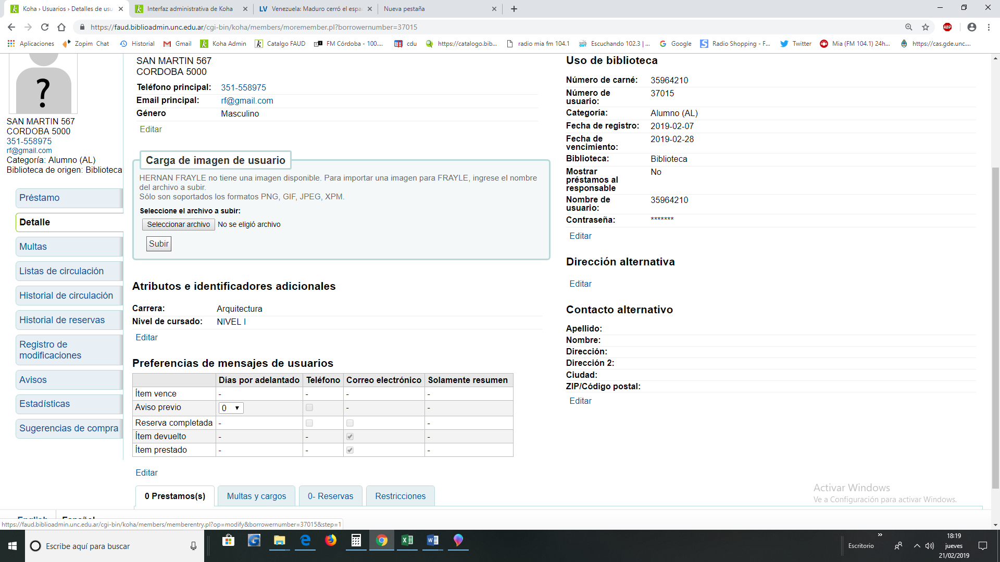 Koha › Usuarios › Detalles de usu
Interfaz administrativa de Koha
LV Venezuela: Maduro cerró el espa
Nueva pestaña
https://faud.biblioadmin.unc.edu.ar/cgi-bin/koha/members/moremember.pl?borrowernumber=37015
ABP
Aplicaciones
Zopim Chat
Historial
Gmail
Koha Admin
Catalgo FAUD
FM Córdoba - 100....
cdu
https://catalogo.bib...
radio mia fm 104.1
Escuchando 102.3 | ...
Google
Radio Shopping - F...
Twitter
Mia (FM 104.1) 24h...
https://cas.gde.unc....
?
SAN MARTIN 567
CORDOBA 5000
351-558975
rf@gmail.com
Categoría: Alumno (AL)
Biblioteca de origen: Biblioteca
Préstamo
Detalle
Multas
Listas de circulación
Historial de circulación
Historial de reservas
Registro de
modificaciones
Avisos
Estadísticas
Sugerencias de compra
SAN MARTIN 567
CORDOBA 5000
Teléfono principal: 351-558975
Email principal: rf@gmail.com
Género Masculino
Editar
Carga de imagen de usuario
HERNAN FRAYLE no tiene una imagen disponible. Para importar una imagen para FRAYLE, ingrese el nombre
del archivo a subir.
Sólo son soportados los formatos PNG, GIF, JPEG, XPM.
Seleccione el archivo a subir:
Seleccionar archivo No se eligió archivo
Subir
Atributos e identificadores adicionales
Carrera: Arquitectura
Nivel de cursado: NIVEL I
Editar
Preferencias de mensajes de usuarios
Días por adelantado Teléfono Correo electrónico Solamente resumen
Ítem vence - - - -
Aviso previo 0 - -
Reserva completada - -
Ítem devuelto - - -
Ítem prestado - - -
Editar
0 Prestamos(s) Multas y cargos 0- Reservas Restricciones
Uso de biblioteca
Número de carné: 35964210
Número de
usuario: 37015
Categoría: Alumno (AL)
Fecha de registro: 2019-02-07
Fecha de
vencimiento: 2019-02-28
Biblioteca: Biblioteca
Mostrar
préstamos al
responsable No
Nombre de
usuario: 35964210
Contraseña: *******
Editar
Dirección alternativa
Editar
Contacto alternativo
Apellido:
Nombre:
Dirección:
Dirección 2:
Ciudad:
ZIP/Código postal:
Editar
Activar Windows
Ve a Configuración para activar Windows.
English Español
https://faud.biblioadmin.unc.edu.ar/cgi-bin/koha/members/memberentry.pl?op=modify&borrowernumber=37015&step=1
Escribe aquí para buscar
Escritorio
»
18:19
jueves
21/02/2019